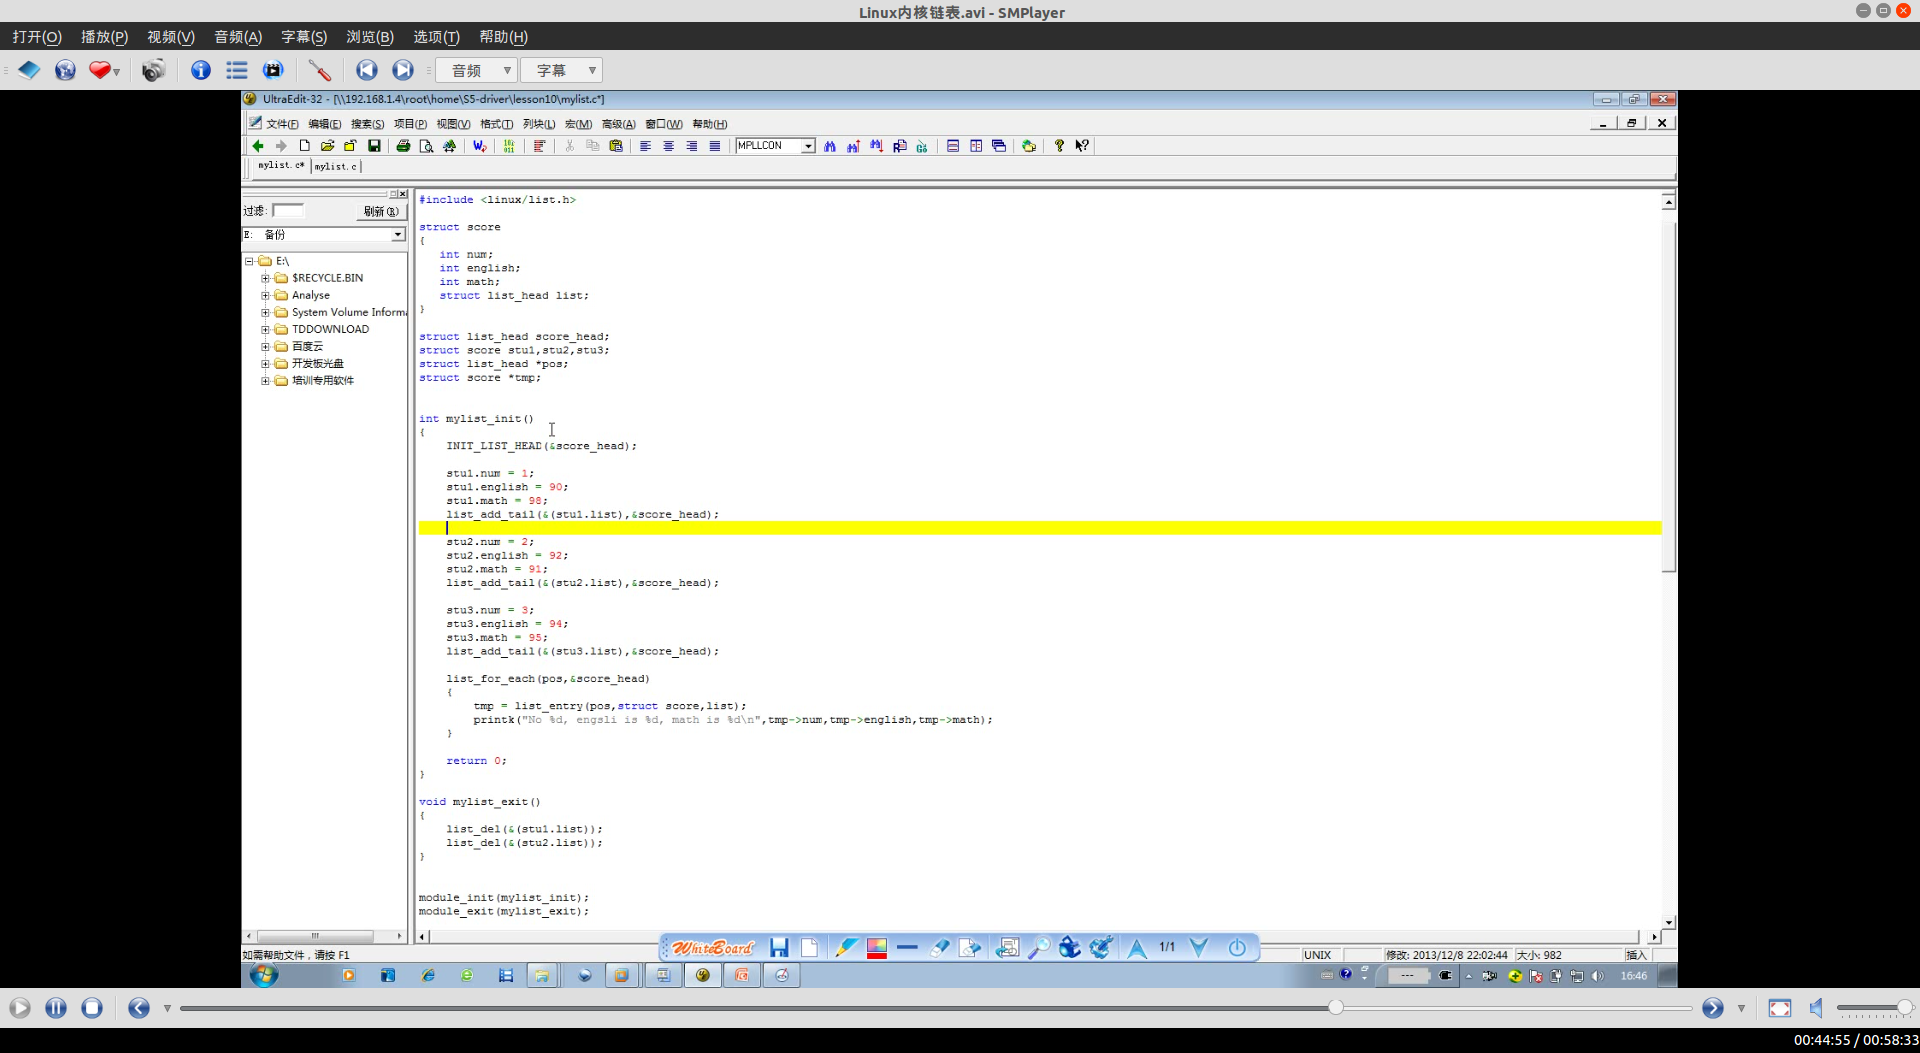 Linux内核链表.avi - SMPlayer
打开(O) 播放(P) 视频(V) 音频(A) 字幕(S) 浏览(B) 选项(T) 帮助(H)
音频 字幕
UltraEdit-32 - [\\192.168.1.4\root\home\S5-driver\lesson10\mylist.c*]
文件(F) 编辑(E) 搜索(S) 项目(P) 视图(V) 格式(T) 列块(L) 宏(M) 高级(A) 窗口(W) 帮助(H)
MPLLCON
mylist.c* mylist.c
过滤: 刷新(R)
E: 备份
E:\
$RECYCLE.BIN
Analyse
System Volume Informa
TDDOWNLOAD
百度云
开发板光盘
培训专用软件
#include <linux/list.h>
struct score
{
int num;
int english;
int math;
struct list_head list;
}
struct list_head score_head;
struct score stu1,stu2,stu3;
struct list_head *pos;
struct score *tmp;
int mylist_init()
{
INIT_LIST_HEAD(&score_head);
stu1.num = 1;
stu1.english = 90;
stu1.math = 98;
list_add_tail(&(stu1.list),&score_head);
stu2.num = 2;
stu2.english = 92;
stu2.math = 91;
list_add_tail(&(stu2.list),&score_head);
stu3.num = 3;
stu3.english = 94;
stu3.math = 95;
list_add_tail(&(stu3.list),&score_head);
list_for_each(pos,&score_head)
{
tmp = list_entry(pos,struct score,list);
printk("No %d, engsli is %d, math is %d\n",tmp->num,tmp->english,tmp->math);
}
return 0;
}
void mylist_exit()
{
list_del(&(stu1.list));
list_del(&(stu2.list));
}
module_init(mylist_init);
module_exit(mylist_exit);
WhiteBoard 1/1
如需帮助文件，请按 F1 UNIX 修改: 2013/12/8 22:02:44 大小: 982 插入
16:46
00:44:55 / 00:58:33